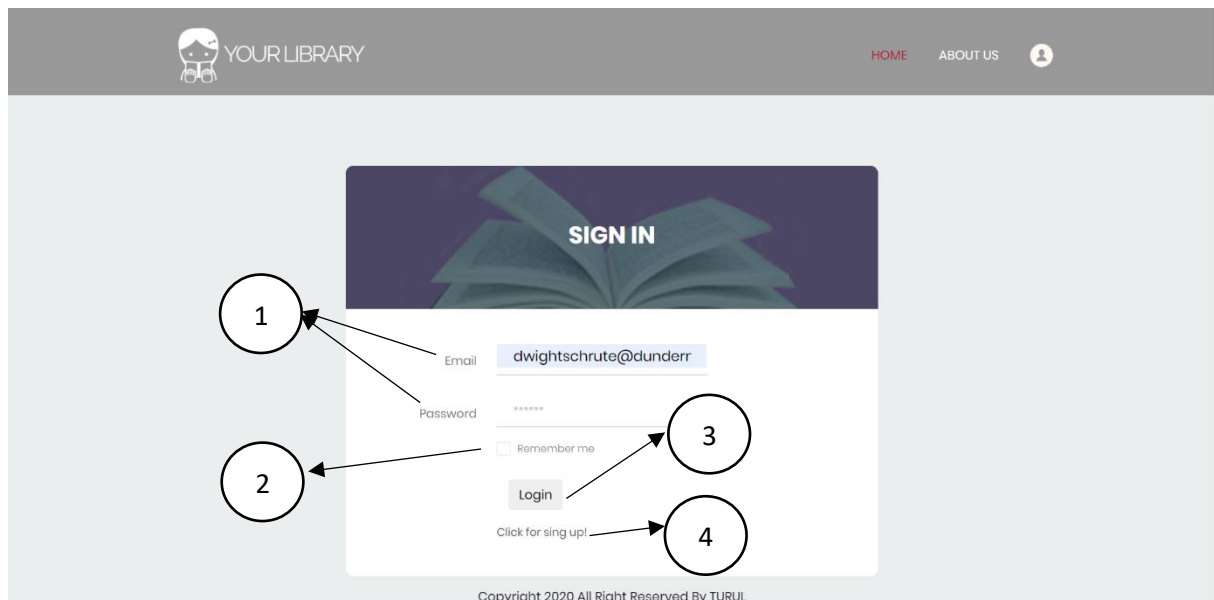 YOUR LIBRARY
HOME ABOUT US
SIGN IN
1
Email dwightschrute@dunderr
Password ••••••
3
Remember me
2
Login
Click for sing up!
4
Copyright 2020 All Right Reserved By TURUL